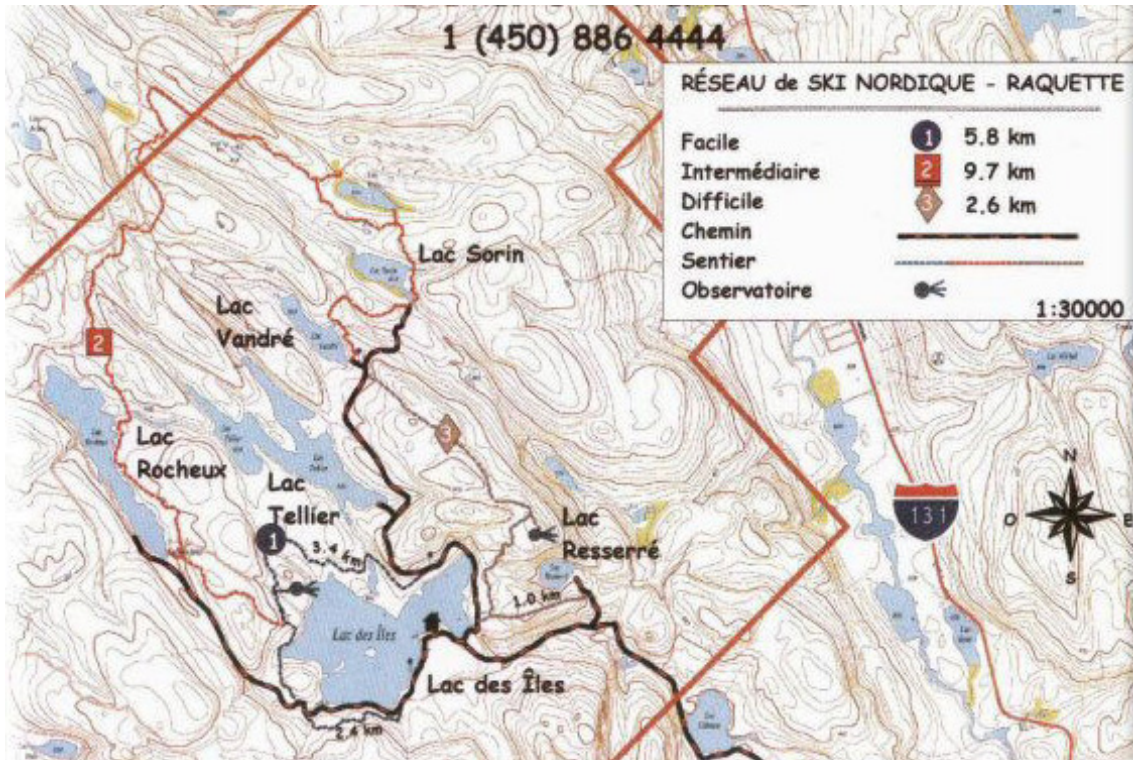 1 (450) 886 4444
RÉSEAU de SKI NORDIQUE - RAQUETTE
Facile 1 5.8 km
Intermédiaire 2 9.7 km
Difficile 3 2.6 km
Chemin
Sentier
Observatoire
1:30000
Lac Sorin
Lac
Vandré
2
3
Lac
Rocheux
Lac
Tellier
1
3.4 km
Lac
Resserré
1.0 km
131
N
O
E
S
Lac des Îles
Lac des Îles
2.4 km